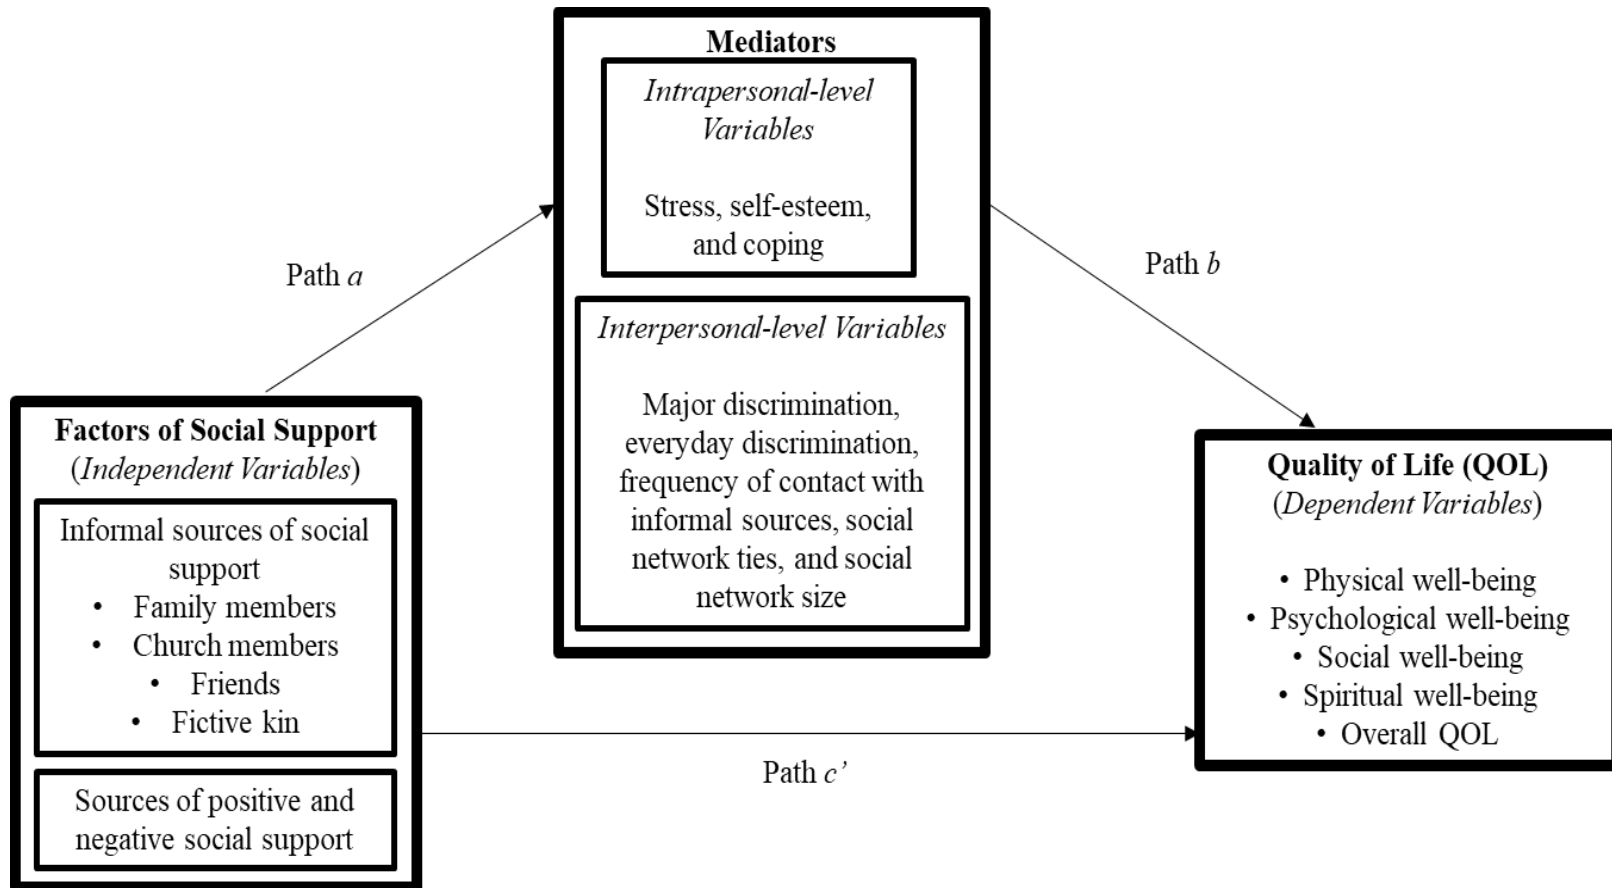 Mediators
Intrapersonal-level
Variables
Stress, self-esteem,
and coping
Path a
Path b
Interpersonal-level Variables
Major discrimination,
everyday discrimination,
frequency of contact with
informal sources, social
network ties, and social
network size
Factors of Social Support
(Independent Variables)
Informal sources of social
support
• Family members
• Church members
• Friends
• Fictive kin
Sources of positive and
negative social support
Path c’
Quality of Life (QOL)
(Dependent Variables)
• Physical well-being
• Psychological well-being
• Social well-being
• Spiritual well-being
• Overall QOL